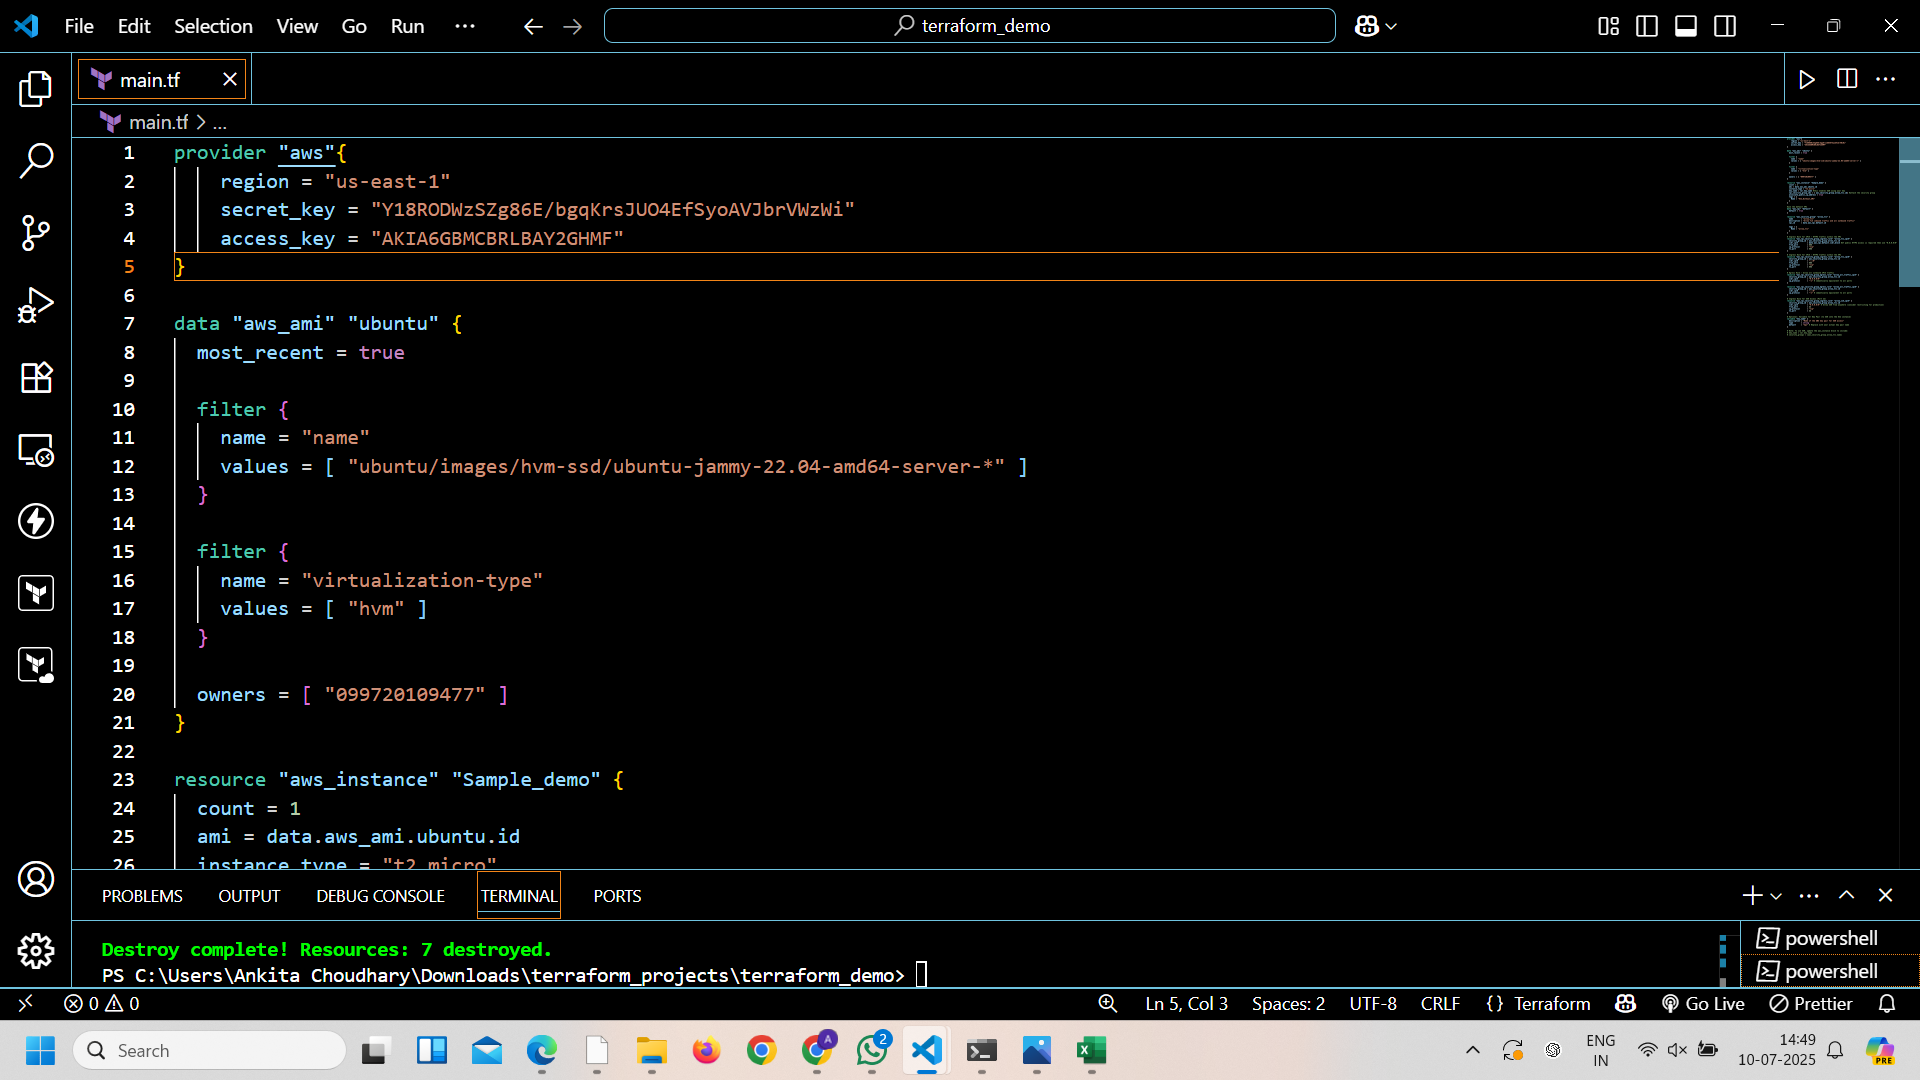 File Edit Selection View Go Run ... terraform_demo
main.tf
main.tf > ...
1 provider "aws"{
2 region = "us-east-1"
3 secret_key = "Y18RODWzSZg86E/bgqKrsJUO4EfSyoAVJbrVWzWi"
4 access_key = "AKIA6GBMCBRLBAY2GHMF"
5 }
6
7 data "aws_ami" "ubuntu" {
8 most_recent = true
9
10 filter {
11 name = "name"
12 values = [ "ubuntu/images/hvm-ssd/ubuntu-jammy-22.04-amd64-server-*" ]
13 }
14
15 filter {
16 name = "virtualization-type"
17 values = [ "hvm" ]
18 }
19
20 owners = [ "099720109477" ]
21 }
22
23 resource "aws_instance" "Sample_demo" {
24 count = 1
25 ami = data.aws_ami.ubuntu.id
26 instance_type = "t2.micro"
PROBLEMS OUTPUT DEBUG CONSOLE TERMINAL PORTS
Destroy complete! Resources: 7 destroyed.
PS C:\Users\Ankita Choudhary\Downloads\terraform_projects\terraform_demo>
powershell
powershell
0 0 Ln 5, Col 3 Spaces: 2 UTF-8 CRLF {} Terraform Go Live Prettier
Search
A
2
ENG
IN
14:49
10-07-2025
PRE